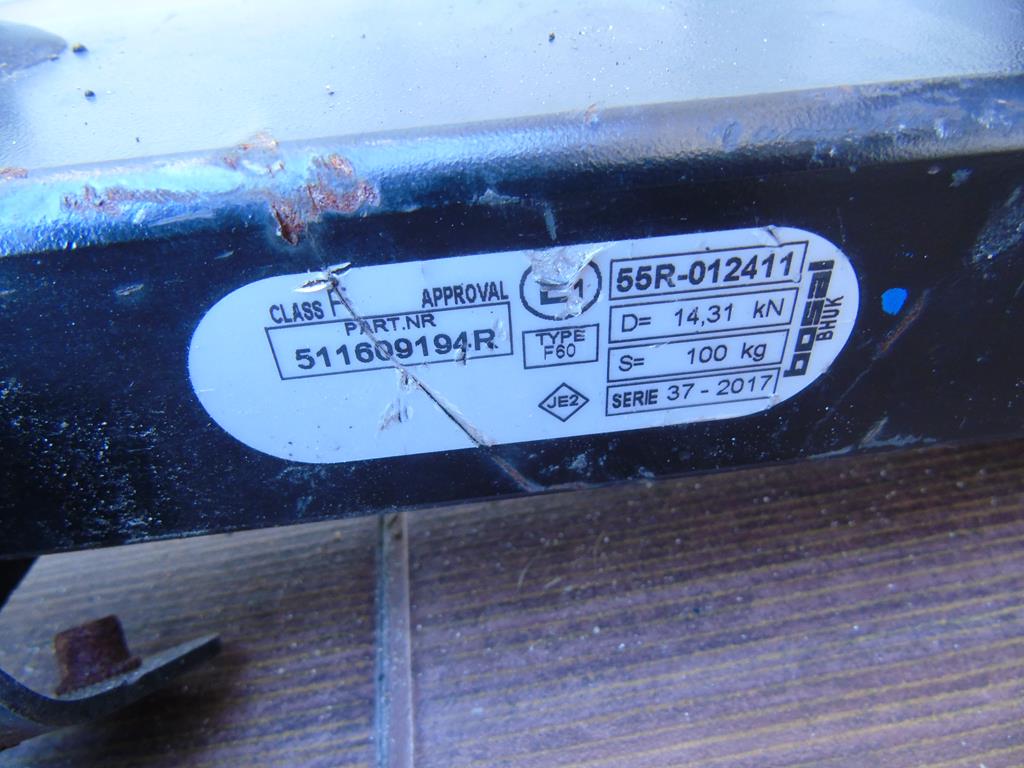 CLASS F APPROVAL
PART.NR
511609194R
E1
TYPE
F60
JE2
55R-012411
D= 14,31 kN
S= 100 kg
SERIE 37-2017
bosal
BHUK